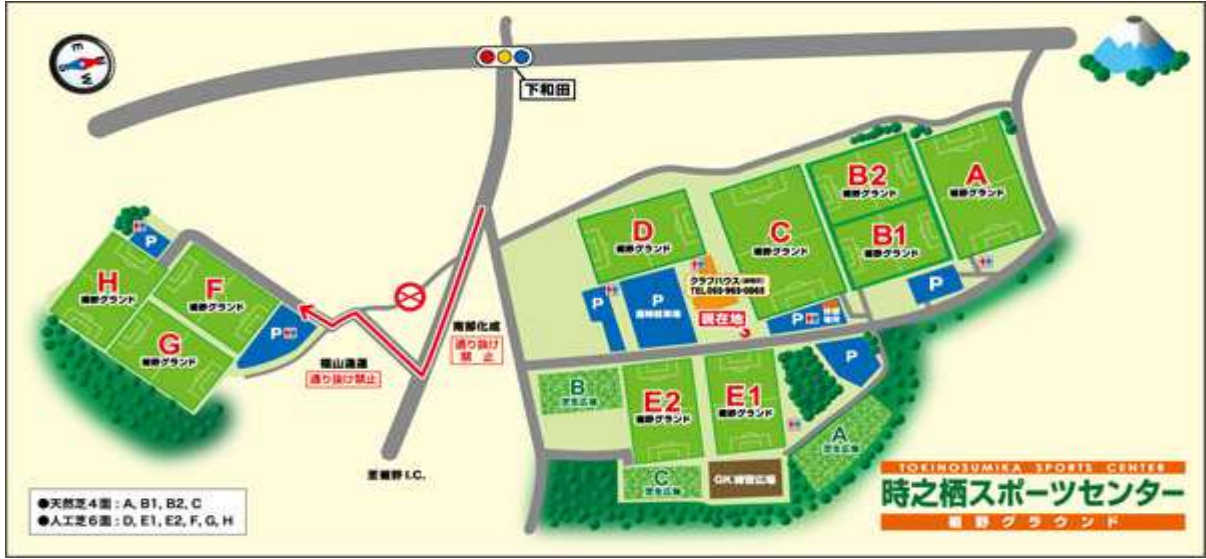 E
S
W
下和田
A
裾野グランド
B2
裾野グランド
B1
裾野グランド
C
裾野グランド
D
裾野グランド
クラブハウス
現在地
P
P
P
P
P
H
裾野グランド
F
裾野グランド
G
裾野グランド
P
P
南部化成
通り抜け
禁 止
福山通運
通り抜け禁止
B
芝生広場
E2
裾野グランド
E1
裾野グランド
A
芝生広場
C
芝生広場
GK練習広場
至裾野I.C.
●天然芝4面:A, B1, B2, C
●人工芝6面:D, E1, E2, F, G, H
TOKINOSUMIKA SPORTS CENTER
時之栖スポーツセンター
裾野グラウンド